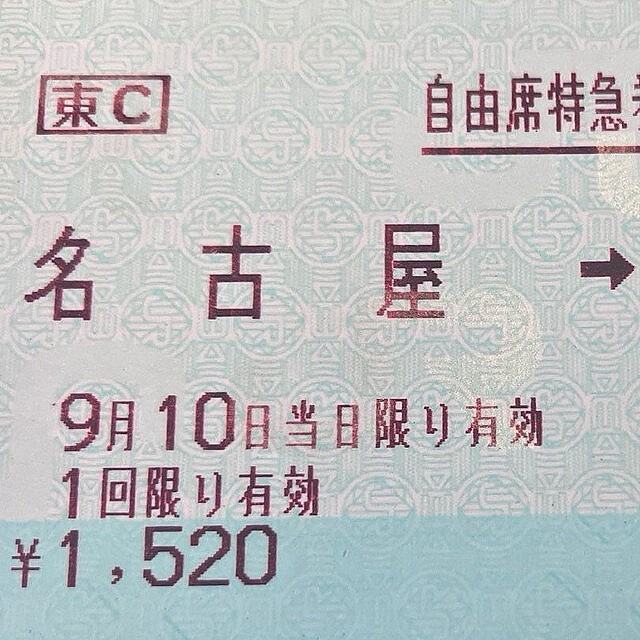 東C
自由席特急券
名古屋 →
9月10日当日限り有効
1回限り有効
¥1,520